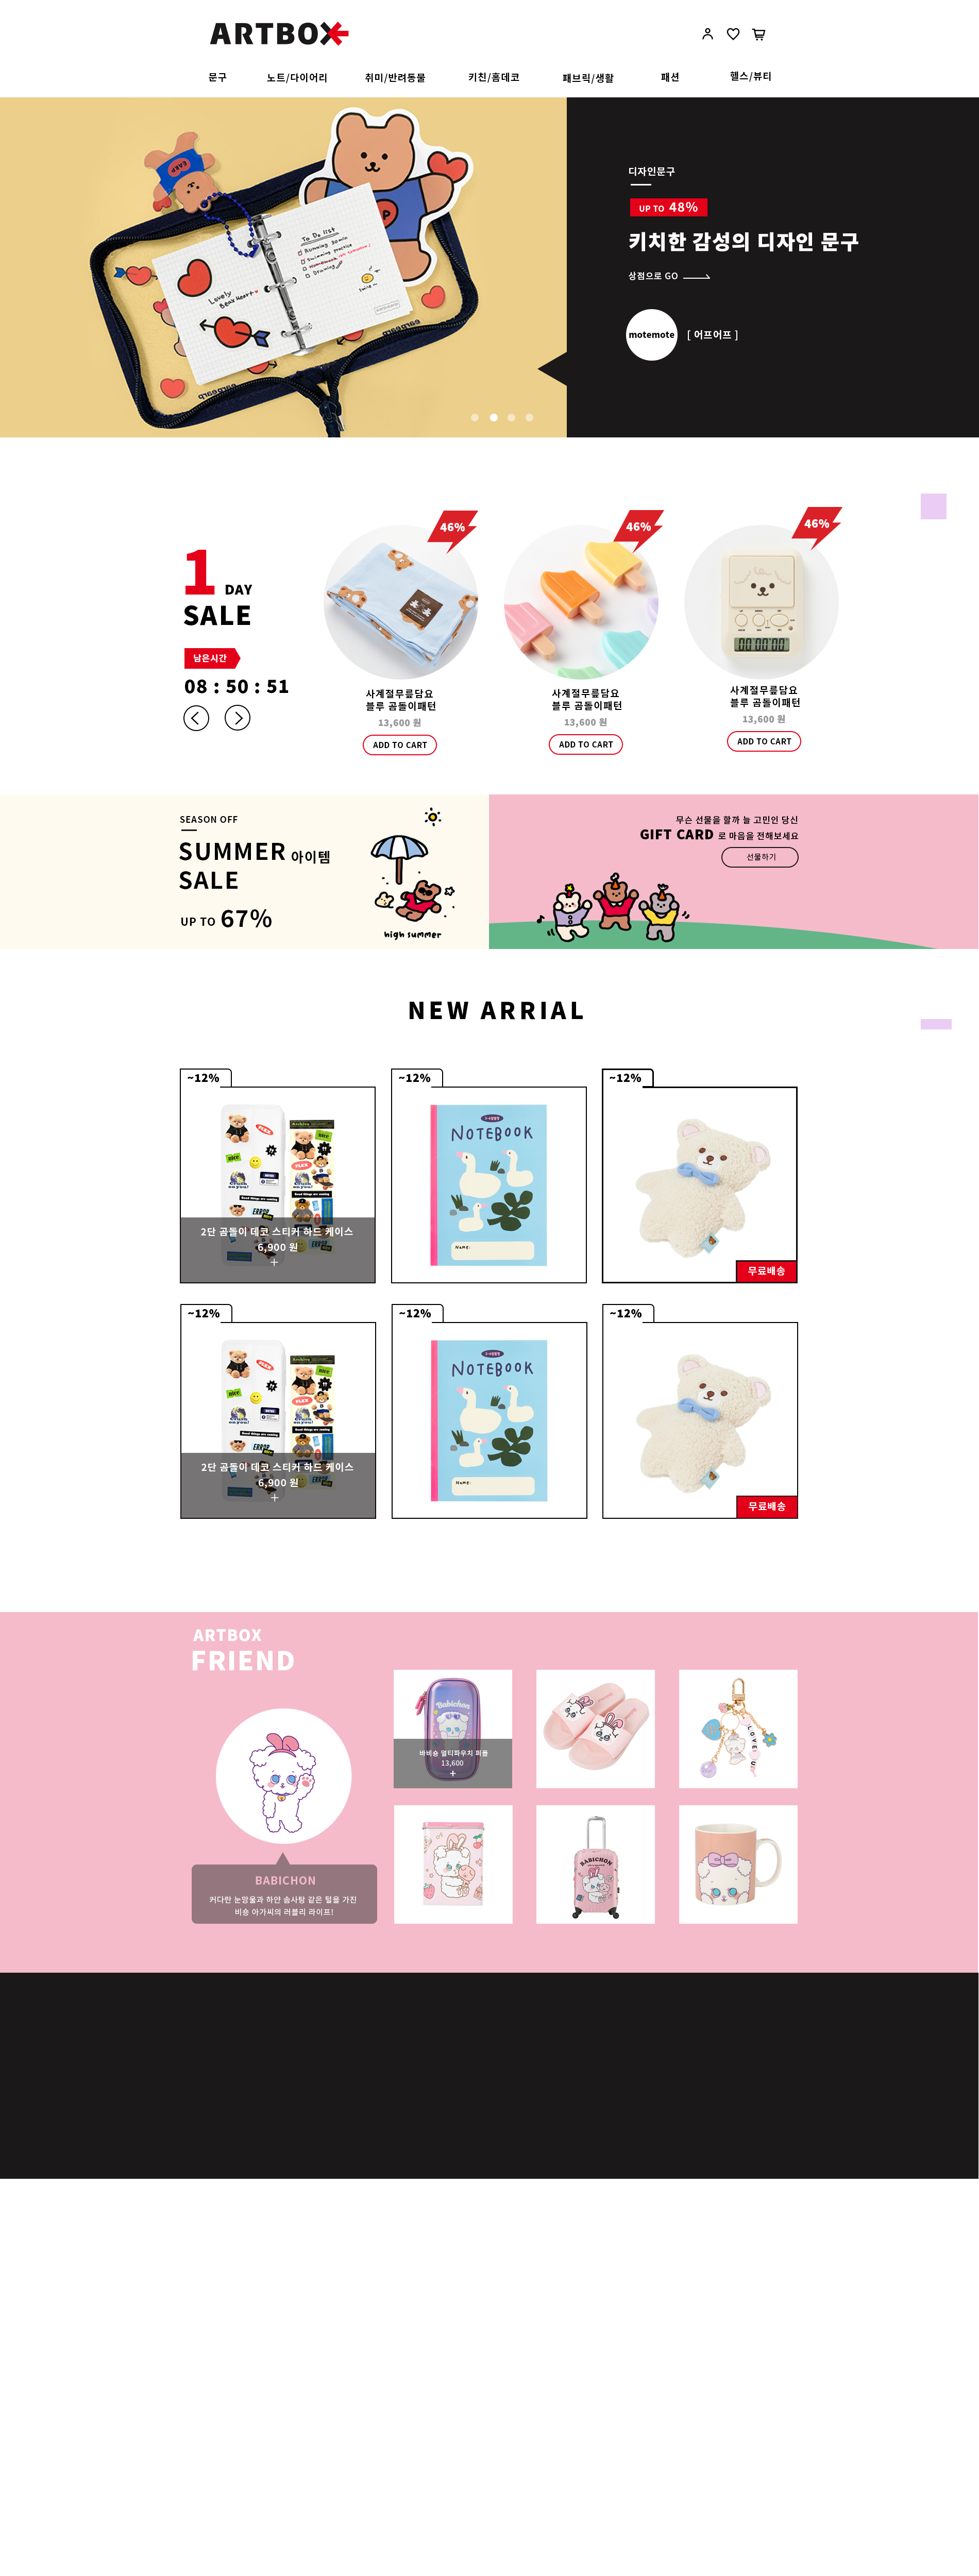 ARTBOX
문구 노트/다이어리 취미/반려동물 키친/홈데코 패브릭/생활 패션 헬스/뷰티
To Do list
Running 30min
Swimming practice
Drawing
Lovely
Bear Heart
Smile~
디자인문구
UP TO 48%
키치한 감성의 디자인 문구
상점으로 GO
motemote [ 어프어프 ]
1 DAY
SALE
남은시간
08 : 50 : 51
46%
사계절무릎담요
블루 곰돌이패턴
13,600 원
ADD TO CART
46%
사계절무릎담요
블루 곰돌이패턴
13,600 원
ADD TO CART
46%
00 00 00
사계절무릎담요
블루 곰돌이패턴
13,600 원
ADD TO CART
SEASON OFF
SUMMER 아이템
SALE
UP TO 67%
high summer
무슨 선물을 할까 늘 고민인 당신
GIFT CARD 로 마음을 전해보세요
선물하기
NEW ARRIAL
~12%
2단 곰돌이 데코 스티커 하드 케이스
6,900 원
+
~12%
NOTEBOOK
Name:
~12%
무료배송
~12%
2단 곰돌이 데코 스티커 하드 케이스
6,900 원
+
~12%
NOTEBOOK
Name:
~12%
무료배송
ARTBOX
FRIEND
BABICHON
커다란 눈망울과 하얀 솜사탕 같은 털을 가진
비숑 아가씨의 러블리 라이프!
Babichon
바비숑 멀티파우치 퍼플
13,600
+
LOVE U
BABICHON